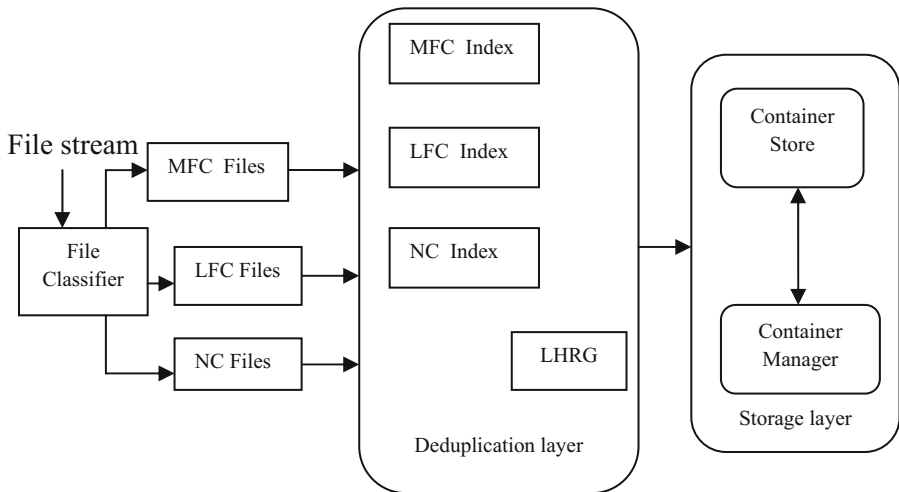 File stream
File
Classifier
MFC Files
LFC Files
NC Files
MFC Index
LFC Index
NC Index
LHRG
Deduplication layer
Container
Store
Container
Manager
Storage layer